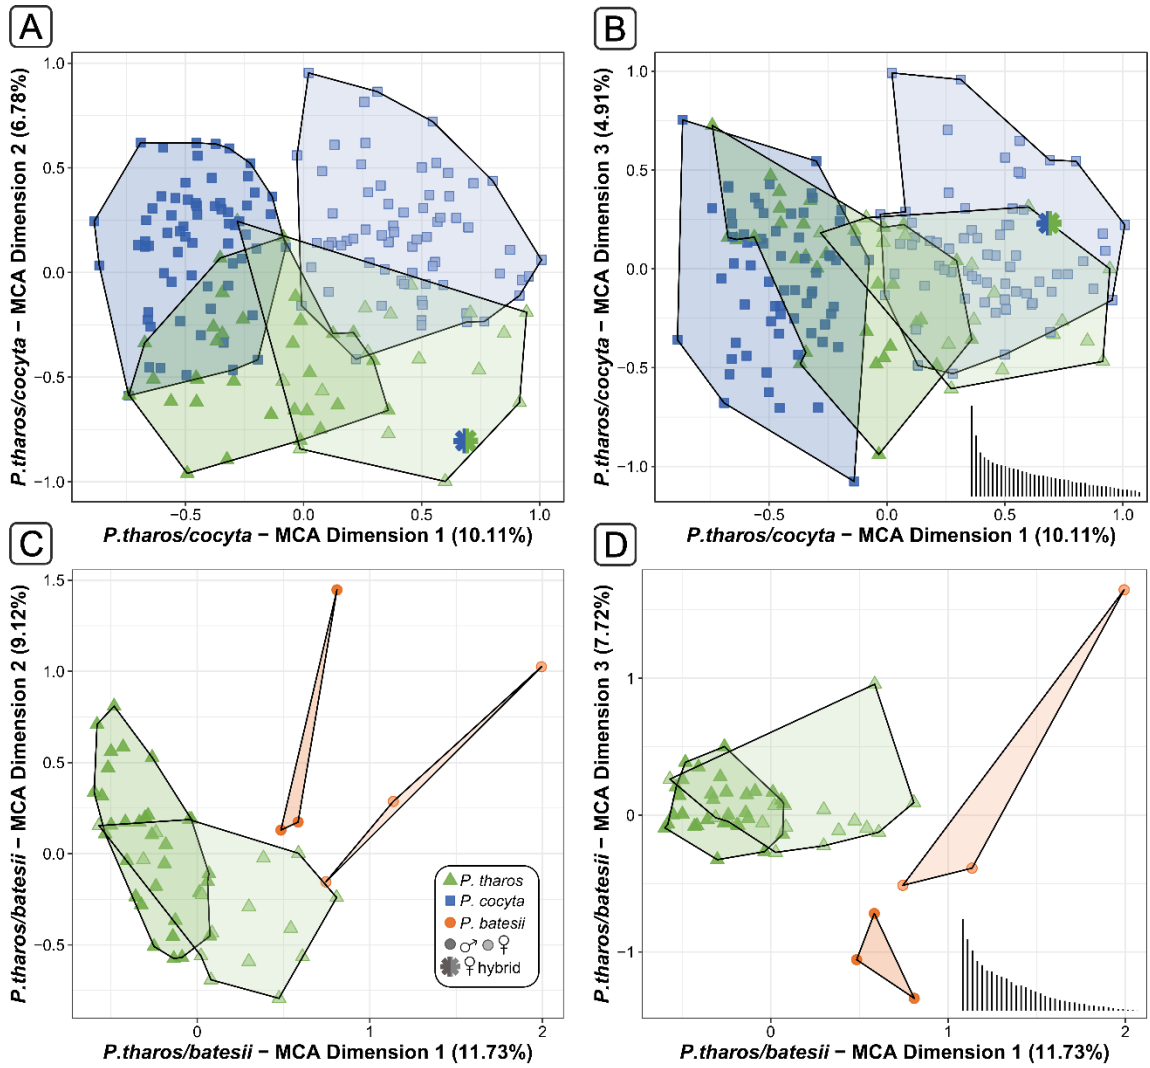 A
B
P.tharos/cocyta − MCA Dimension 2 (6.78%)
1.0
0.5
0.0
−0.5
−1.0
−0.5
0.0
0.5
1.0
P.tharos/cocyta − MCA Dimension 1 (10.11%)
P.tharos/cocyta − MCA Dimension 3 (4.91%)
1.0
0.5
0.0
−0.5
−1.0
−0.5
0.0
0.5
1.0
P.tharos/cocyta − MCA Dimension 1 (10.11%)
C
D
P.tharos/batesii − MCA Dimension 2 (9.12%)
1.5
1.0
0.5
0.0
−0.5
0
1
2
P.tharos/batesii − MCA Dimension 1 (11.73%)
P. tharos
P. cocyta
P. batesii
♂ ♀
♀ hybrid
P.tharos/batesii − MCA Dimension 3 (7.72%)
1
0
−1
0
1
2
P.tharos/batesii − MCA Dimension 1 (11.73%)